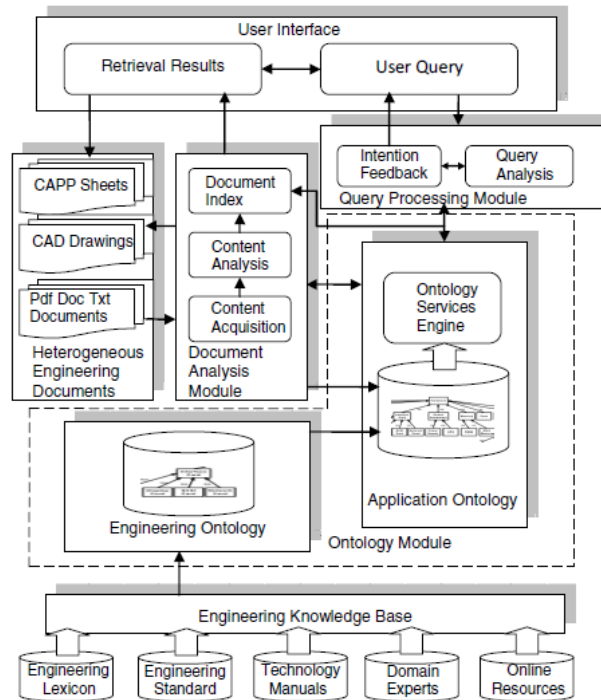 User Interface
Retrieval Results
User Query
CAPP Sheets
CAD Drawings
Pdf Doc Txt
Documents
Heterogeneous
Engineering
Documents
Document
Index
Content
Analysis
Content
Acquisition
Document
Analysis
Module
Intention
Feedback
Query
Analysis
Query Processing Module
Ontology
Services
Engine
Application Ontology
Engineering Ontology
Ontology Module
Engineering Knowledge Base
Engineering
Lexicon
Engineering
Standard
Technology
Manuals
Domain
Experts
Online
Resources